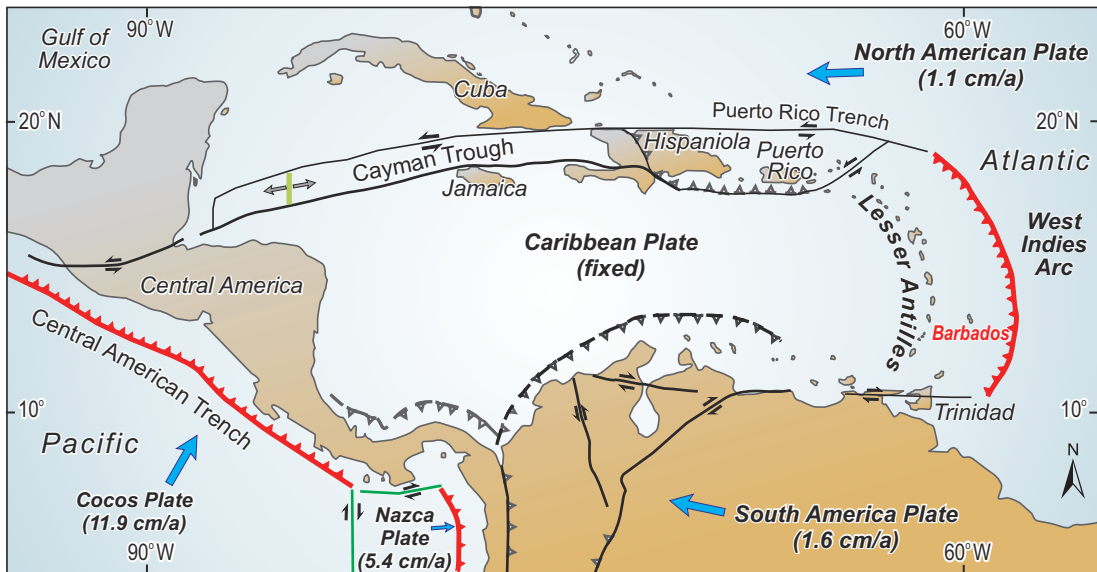 90°W
60°W
Gulf of
Mexico
North American Plate
(1.1 cm/a)
Cuba
20°N
Puerto Rico Trench
20°N
Hispaniola
Cayman Trough
Puerto
Rico
Atlantic
Jamaica
Lesser Antilles
West
Indies
Arc
Caribbean Plate
(fixed)
Central America
Barbados
Central American Trench
10°
Trinidad
10°
Pacific
N
Cocos Plate
(11.9 cm/a)
Nazca
Plate
(5.4 cm/a)
South America Plate
(1.6 cm/a)
90°W
60°W